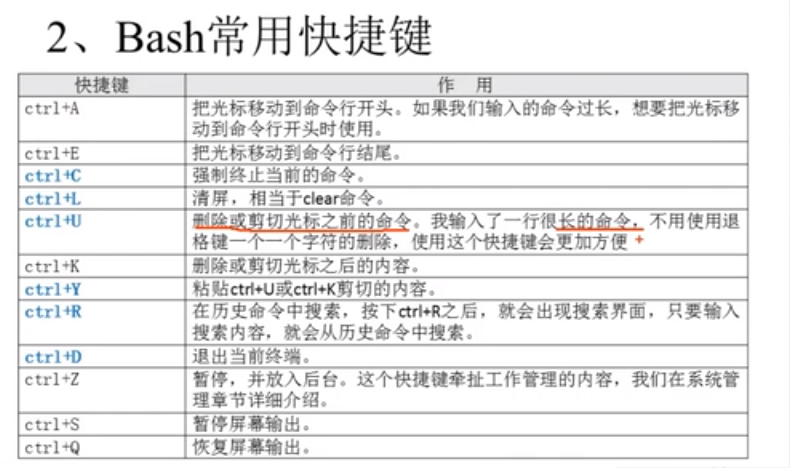 2、Bash常用快捷键
快捷键 作 用
ctrl+A 把光标移动到命令行开头。如果我们输入的命令过长，想要把光标移
动到命令行开头时使用。
ctrl+E 把光标移动到命令行结尾。
ctrl+C 强制终止当前的命令。
ctrl+L 清屏，相当于clear命令。
ctrl+U 删除或剪切光标之前的命令。我输入了一行很长的命令，不用使用退
格键一个一个字符的删除，使用这个快捷键会更加方便
ctrl+K 删除或剪切光标之后的内容。
ctrl+Y 粘贴ctrl+U或ctrl+K剪切的内容。
ctrl+R 在历史命令中搜索，按下ctrl+R之后，就会出现搜索界面，只要输入
搜索内容，就会从历史命令中搜索。
ctrl+D 退出当前终端。
ctrl+Z 暂停，并放入后台。这个快捷键牵扯工作管理的内容，我们在系统管
理章节详细介绍。
ctrl+S 暂停屏幕输出。
ctrl+Q 恢复屏幕输出。